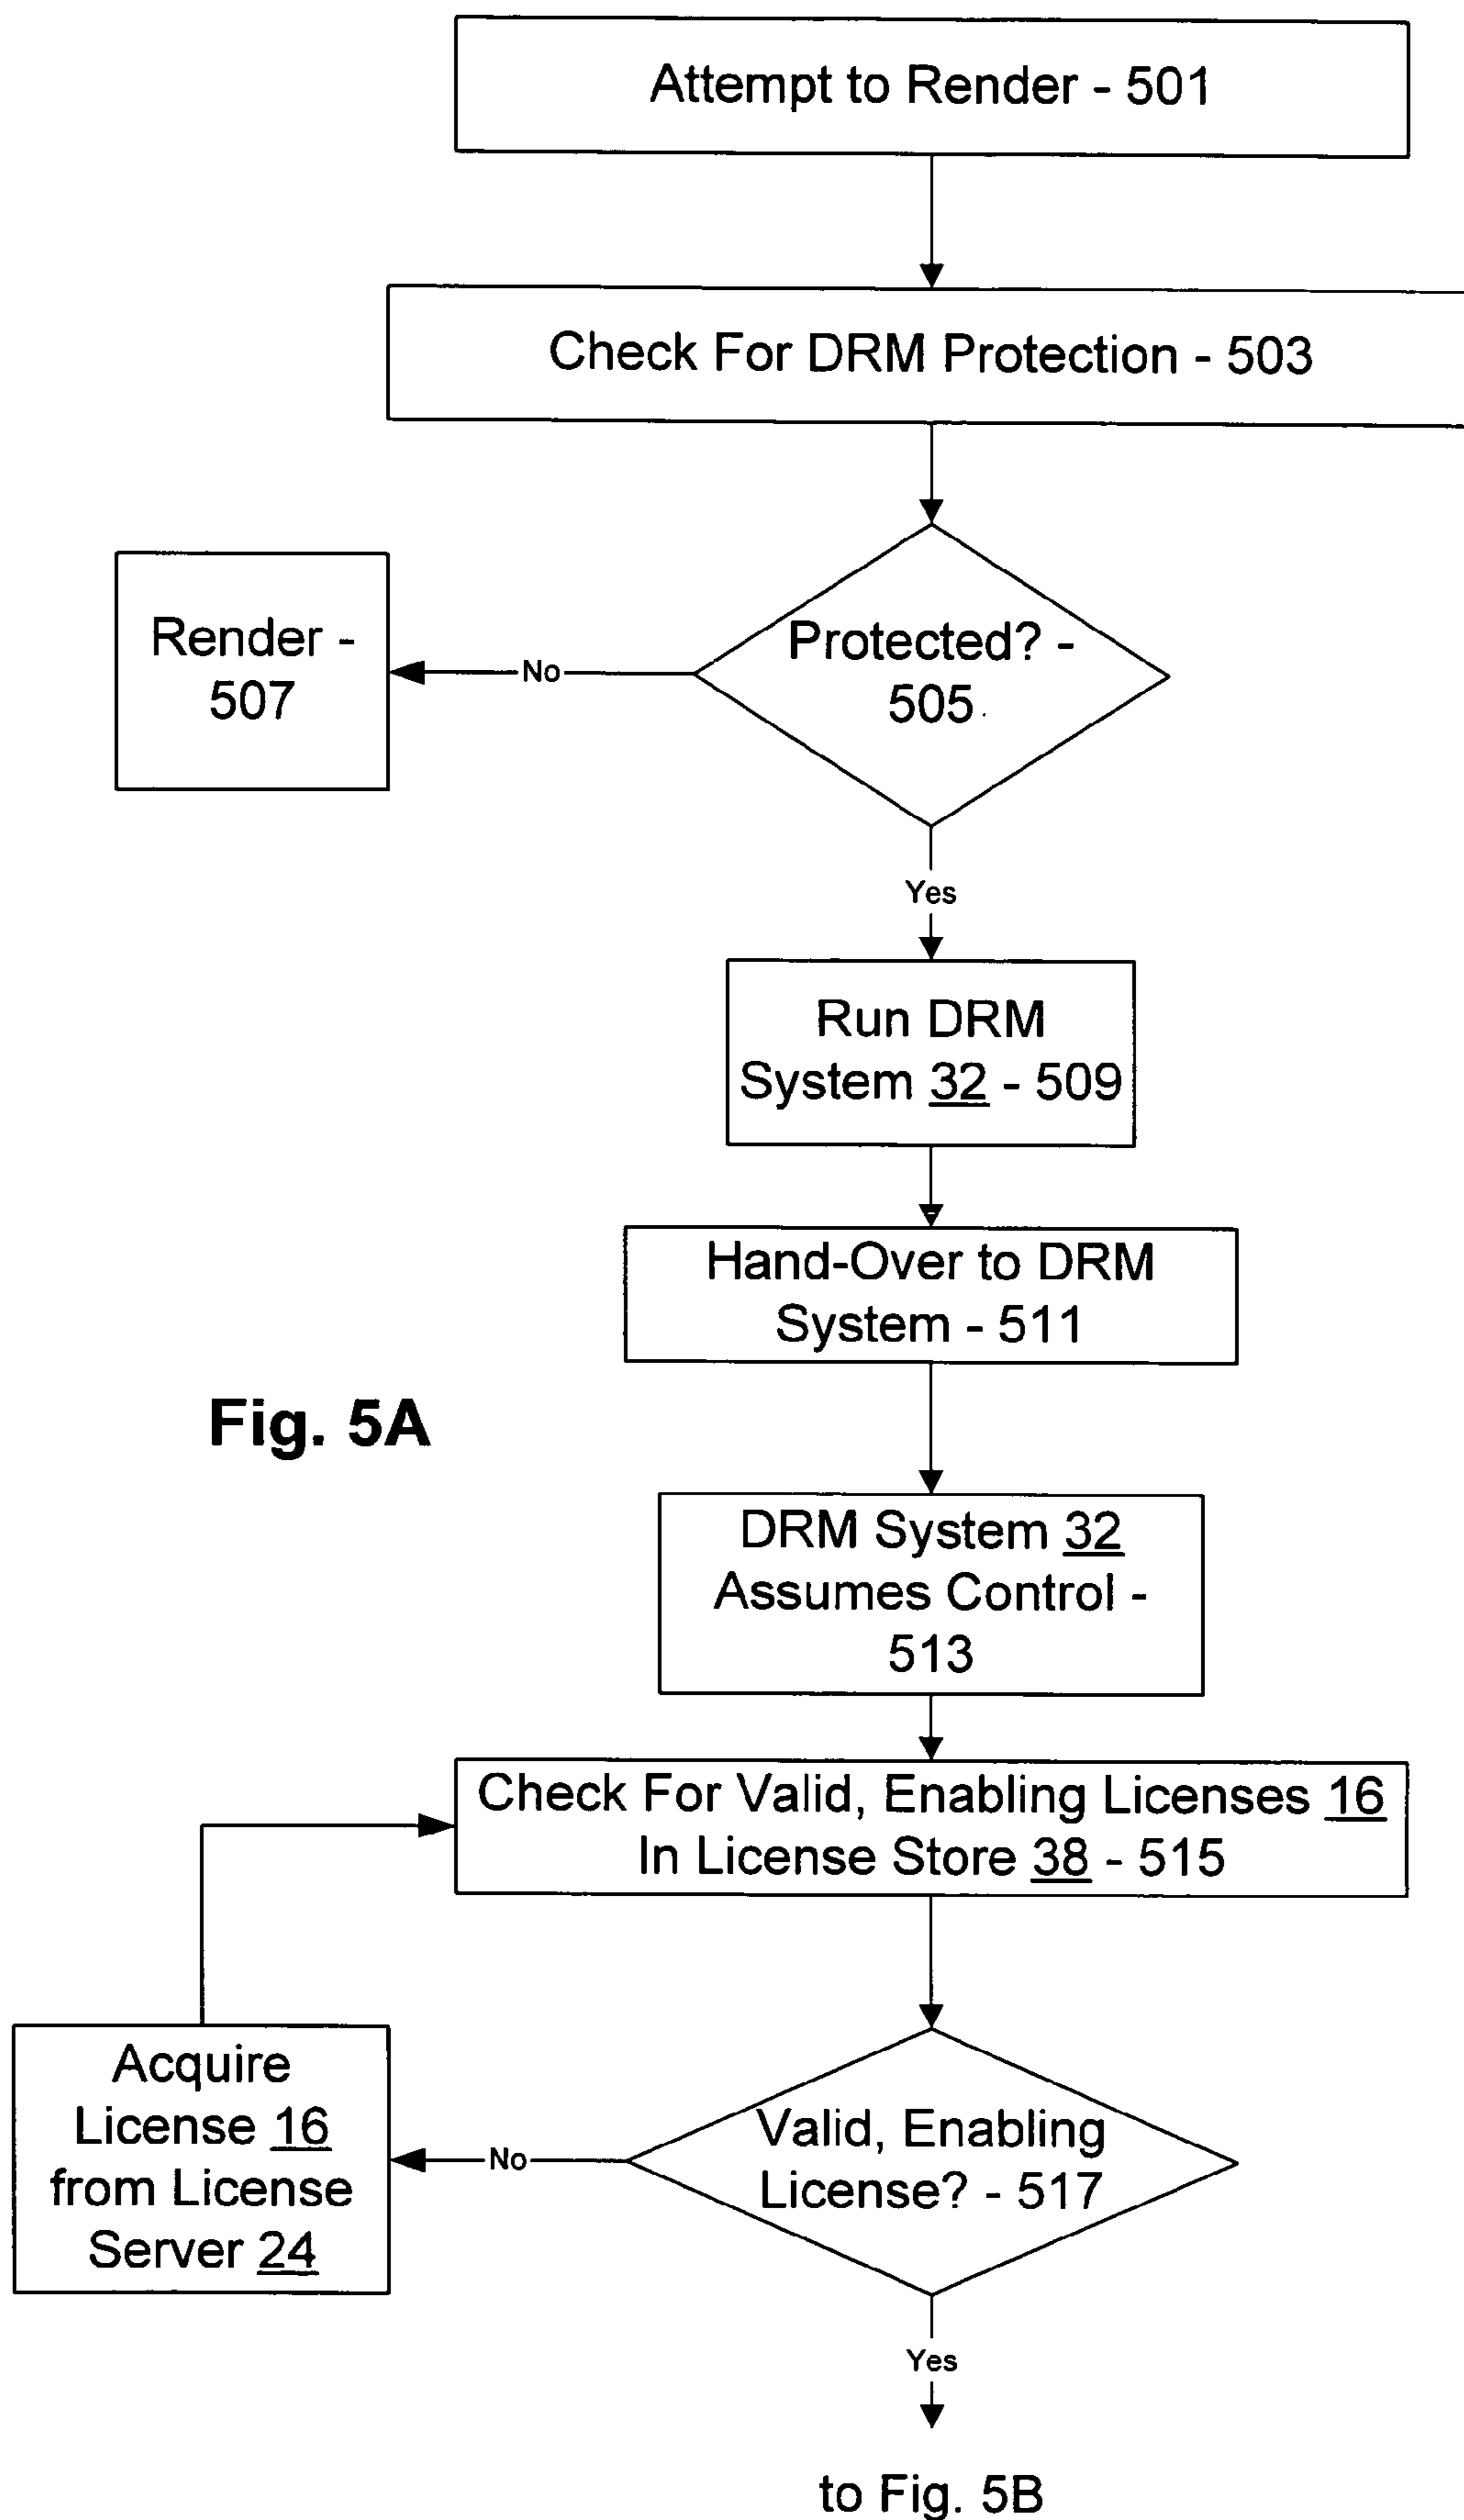 Attempt to Render - 501
Check For DRM Protection - 503
Protected? -
505
No
Render -
507
Yes
Run DRM
System 32 - 509
Hand-Over to DRM
System - 511
Fig. 5A
DRM System 32
Assumes Control -
513
Check For Valid, Enabling Licenses 16
In License Store 38 - 515
Valid, Enabling
License? - 517
No
Acquire
License 16
from License
Server 24
Yes
to Fig. 5B